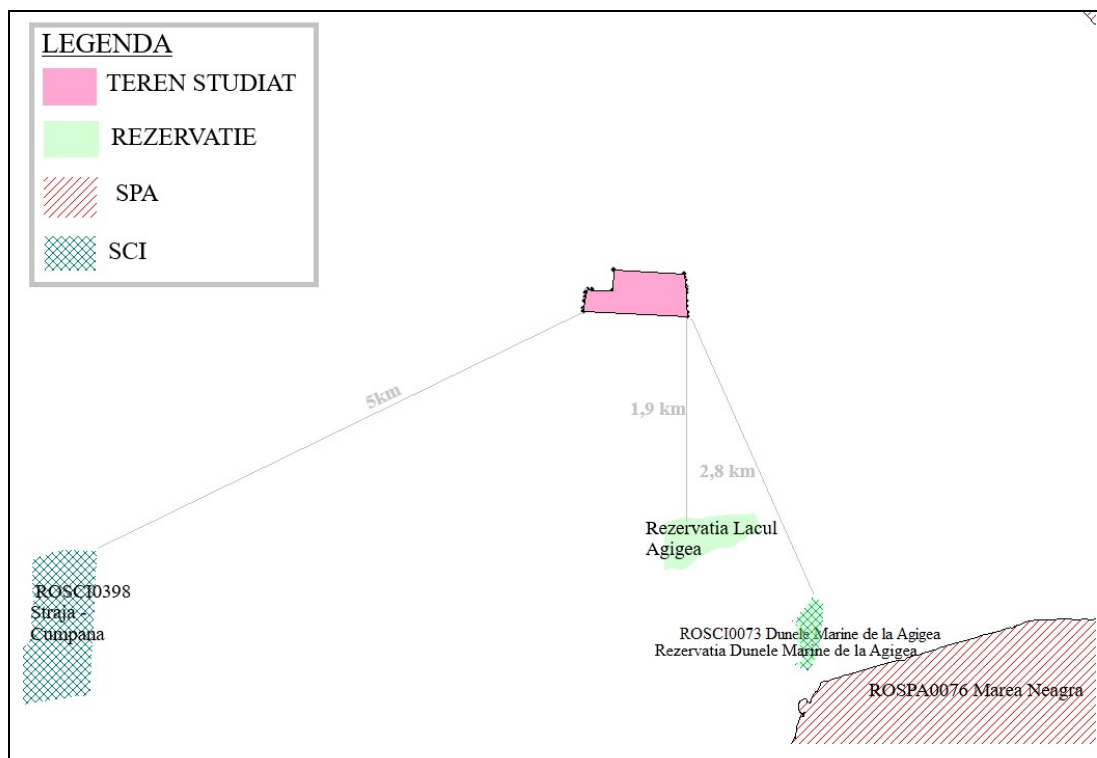 LEGENDA
TEREN STUDIAT
REZERVATIE
SPA
SCI
5km
1,9 km
2,8 km
Rezervatia Lacul
Agigea
ROSCI0398
Straja -
Cumpana
ROSCI0073 Dunele Marine de la Agigea
Rezervatia Dunele Marine de la Agigea
ROSPA0076 Marea Neagra